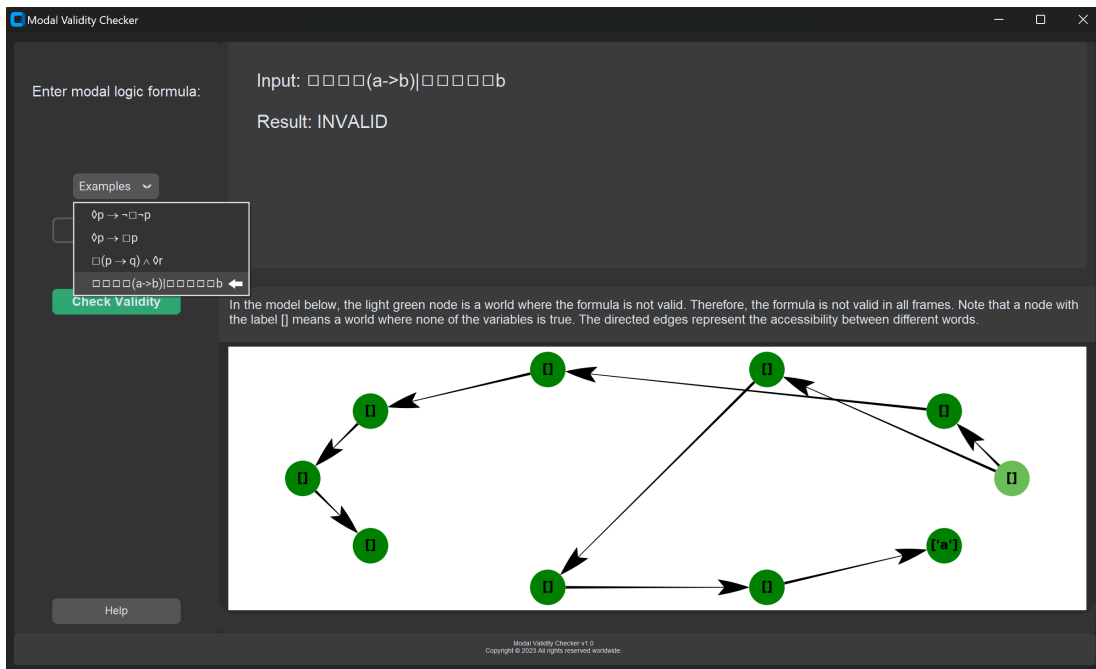 Modal Validity Checker
Enter modal logic formula:
Input: □□□□(a->b)|□□□□□b
Result: INVALID
Examples
◊p → ¬□¬p
◊p → □p
□(p → q) ∧ ◊r
□□□□(a->b)|□□□□□b
Check Validity
In the model below, the light green node is a world where the formula is not valid. Therefore, the formula is not valid in all frames. Note that a node with
the label [] means a world where none of the variables is true. The directed edges represent the accessibility between different words.
[]
[]
[]
[]
[]
[]
[]
['a']
[]
[]
Help
Modal Validity Checker v1.0
Copyright © 2023 All rights reserved worldwide.